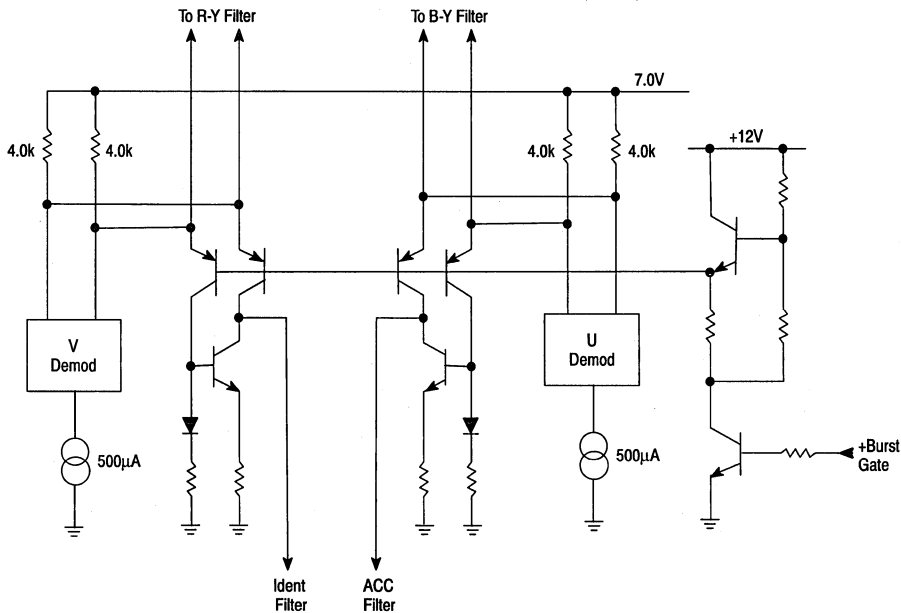 To R-Y Filter
To B-Y Filter
7.0V
4.0k
4.0k
4.0k
4.0k
+12V
V
Demod
U
Demod
500µA
500µA
+Burst
Gate
Ident
Filter
ACC
Filter